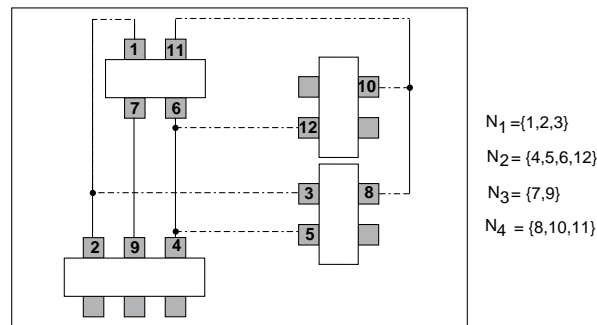 1 11
7 6
10
12
3 8
5
2 9 4
N1={1,2,3}
N2={4,5,6,12}
N3={7,9}
N4={8,10,11}